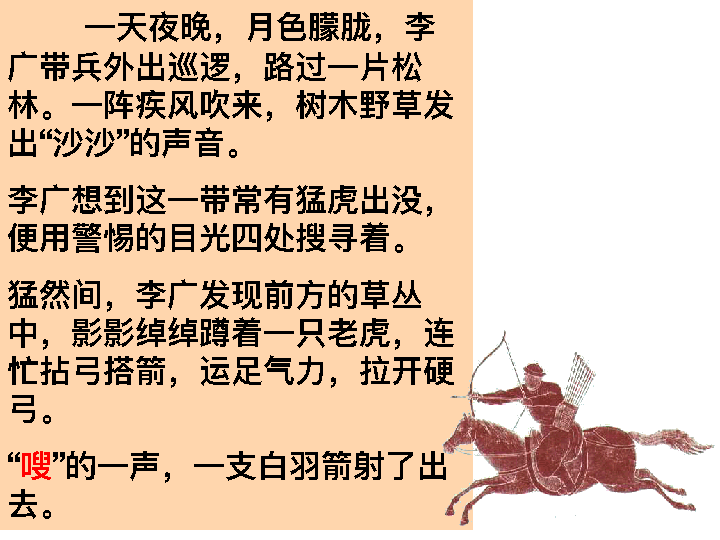 一天夜晚，月色朦胧，李
广带兵外出巡逻，路过一片松
林。一阵疾风吹来，树木野草发
出“沙沙”的声音。
李广想到这一带常有猛虎出没，
便用警惕的目光四处搜寻着。
猛然间，李广发现前方的草丛
中，影影绰绰蹲着一只老虎，连
忙拈弓搭箭，运足气力，拉开硬
弓。
“嗖”的一声，一支白羽箭射了出
去。